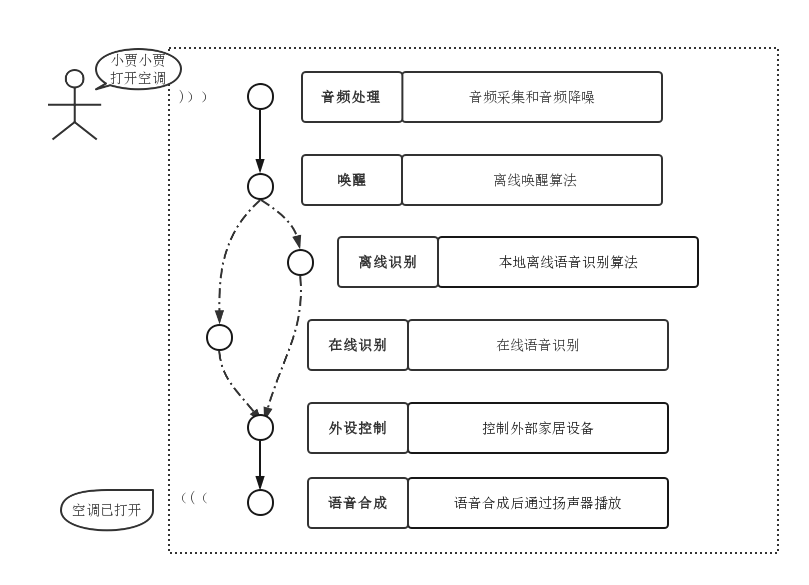 小贾小贾
打开空调
) ) )
音频处理 音频采集和音频降噪
唤醒 离线唤醒算法
离线识别 本地离线语音识别算法
在线识别 在线语音识别
外设控制 控制外部家居设备
语音合成 语音合成后通过扬声器播放
( ( (
空调已打开